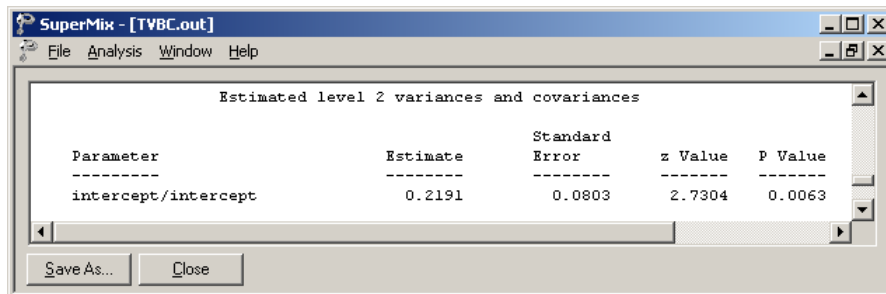 SuperMix - [TVBC.out]
File Analysis Window Help
Estimated level 2 variances and covariances
Standard
Parameter Estimate Error z Value P Value
--------- -------- -------- ------- -------
intercept/intercept 0.2191 0.0803 2.7304 0.0063
Save As... Close